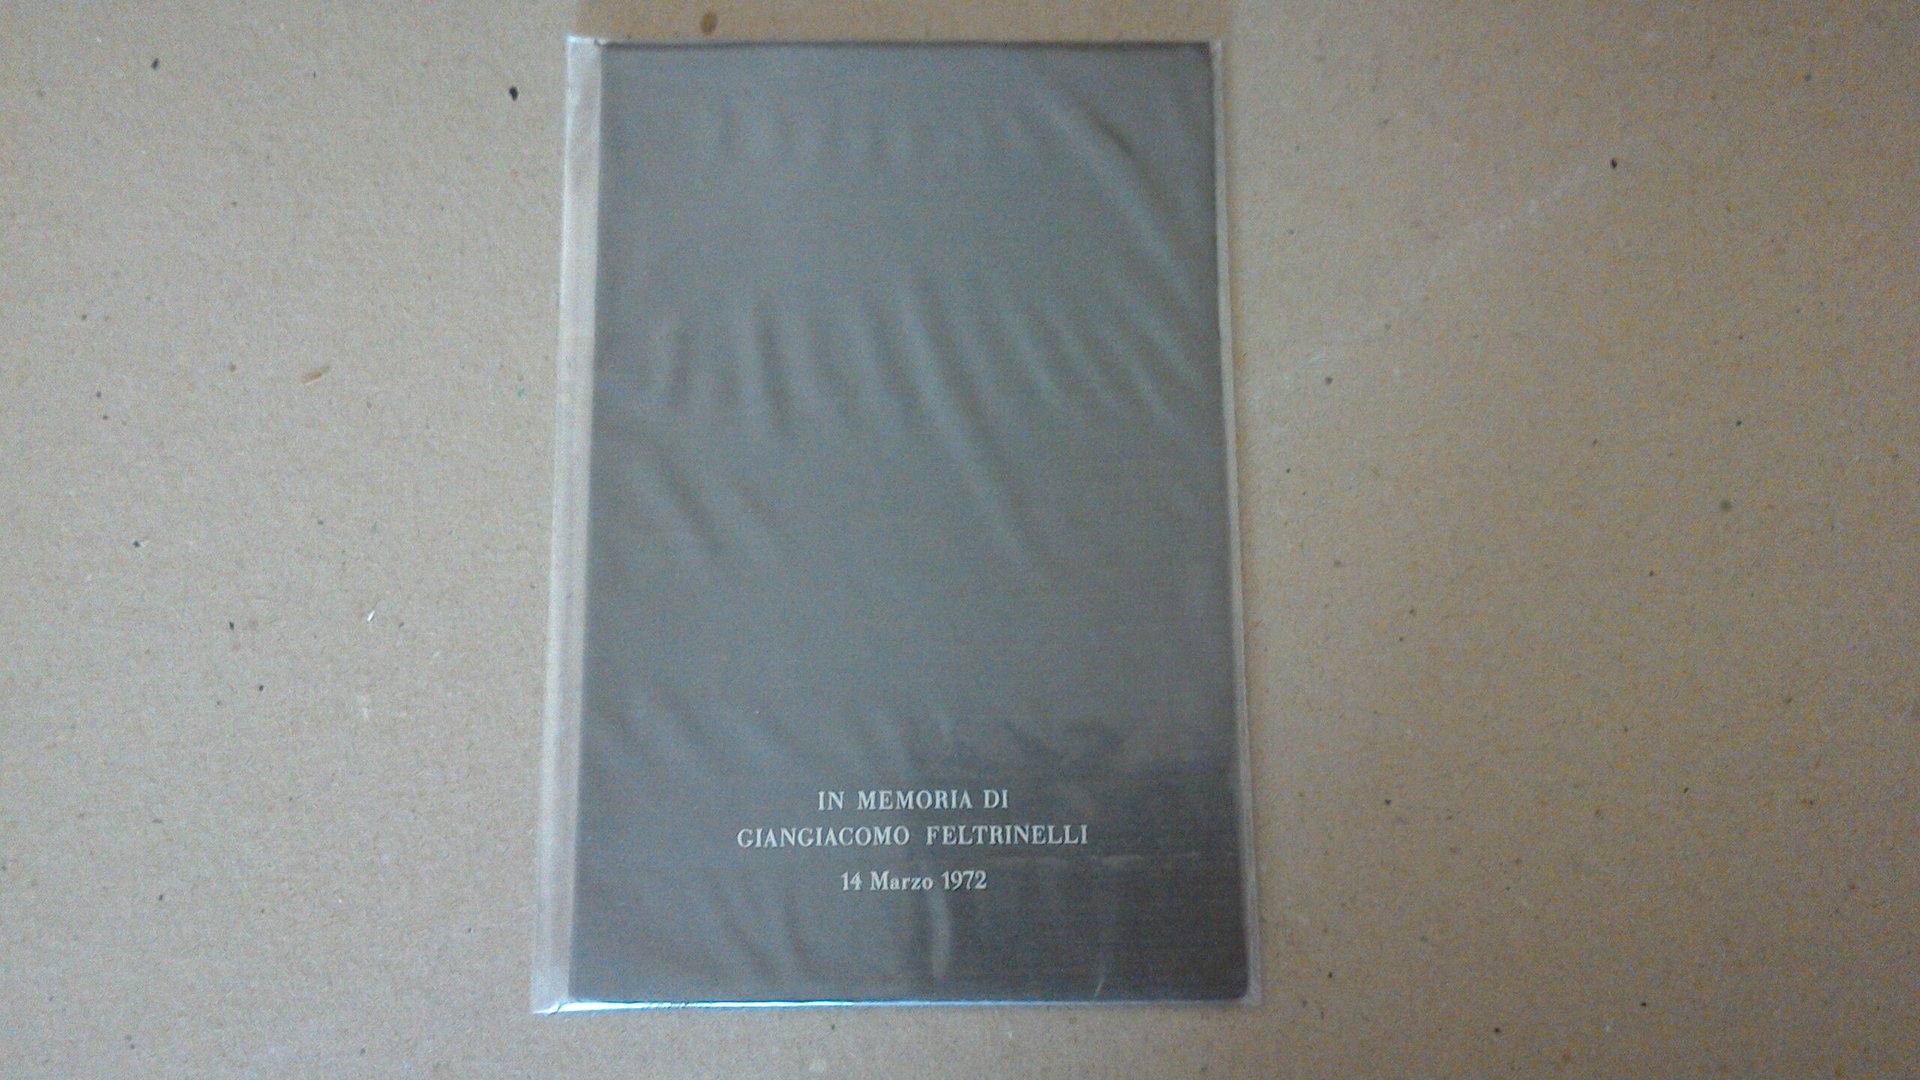 IN MEMORIA DI
GIANGIACOMO FELTRINELLI
14 Marzo 1972